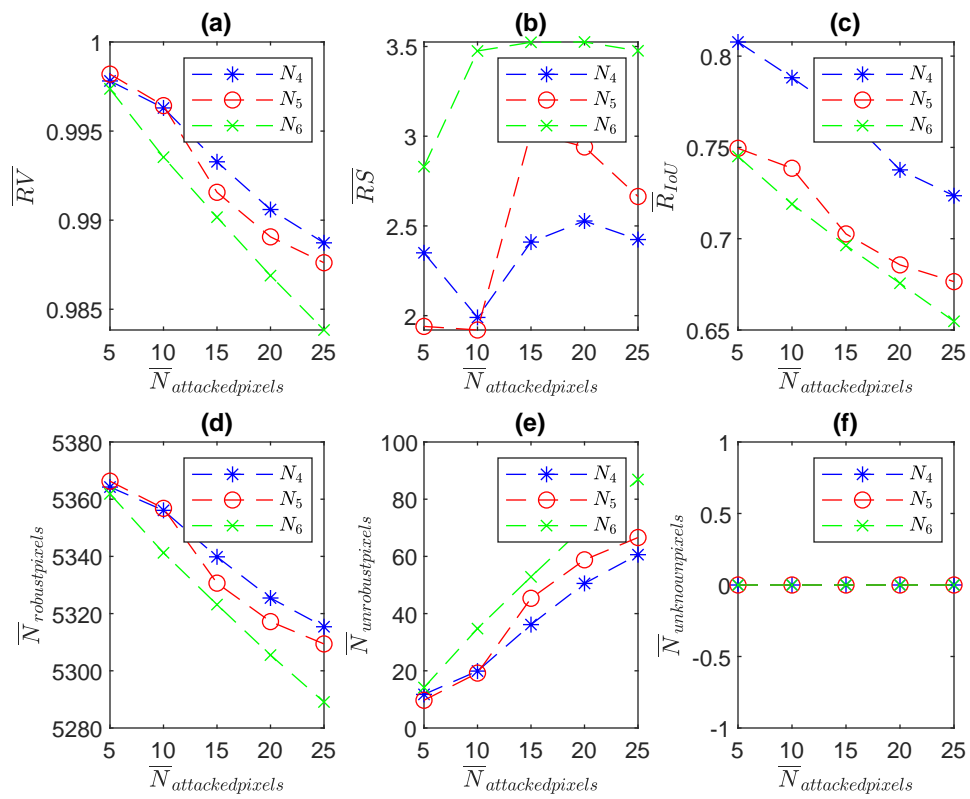 (a)
1
0.995
0.99
0.985
5 10 15 20 25
RV
N attackedpixels
N4
N5
N6
(b)
3.5
3
2.5
2
5 10 15 20 25
RS
N attackedpixels
N4
N5
N6
(c)
0.8
0.75
0.7
0.65
5 10 15 20 25
R IoU
N attackedpixels
N4
N5
N6
(d)
5380
5360
5340
5320
5300
5280
5 10 15 20 25
N robustpixels
N attackedpixels
N4
N5
N6
(e)
100
80
60
40
20
0
5 10 15 20 25
N unrobustpixels
N attackedpixels
N4
N5
N6
(f)
1
0.5
0
-0.5
-1
5 10 15 20 25
N unknownpixels
N attackedpixels
N4
N5
N6